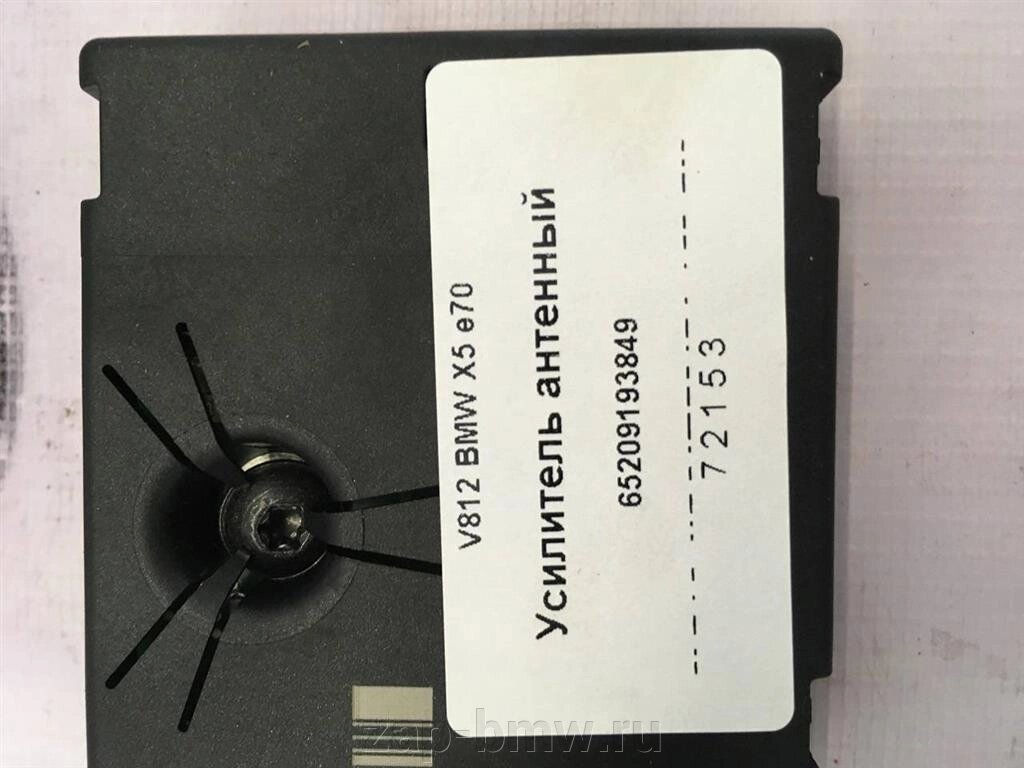 V812 BMW X5 e70
Усилитель антенный
65209193849
72153
zap-bmw.ru